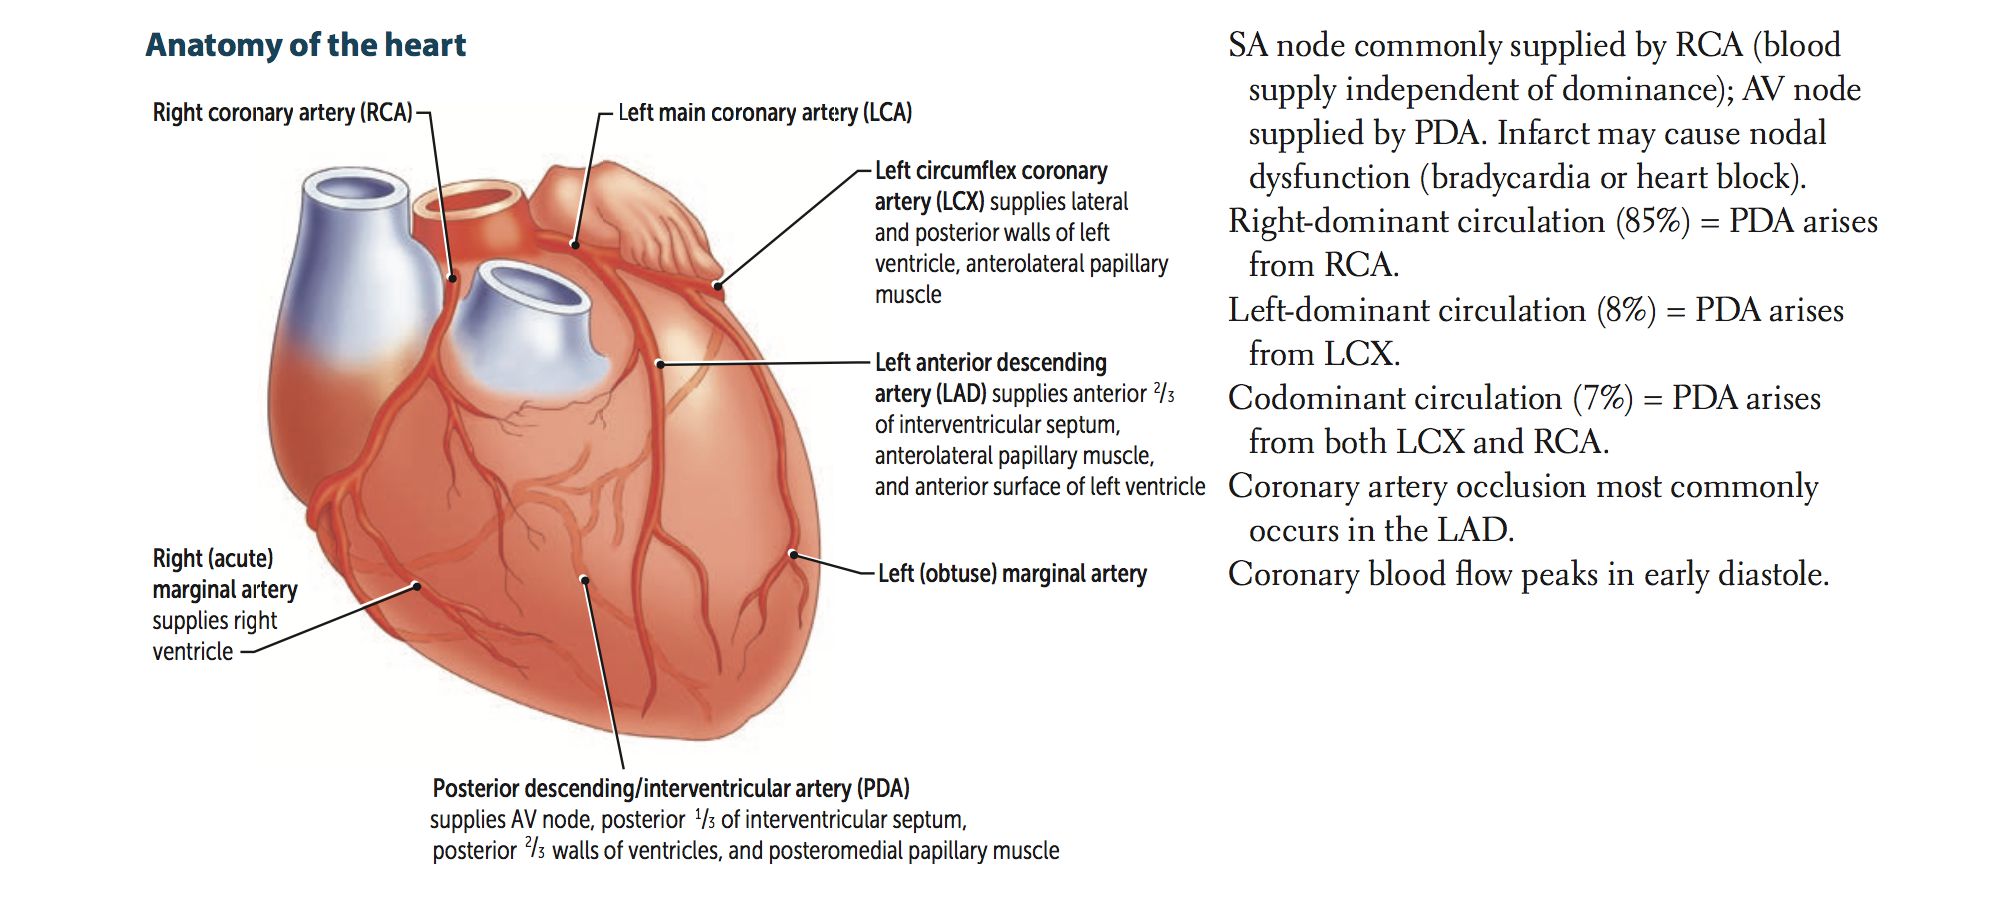 Anatomy of the heart
Right coronary artery (RCA)
Left main coronary artery (LCA)
Left circumflex coronary
artery (LCX) supplies lateral
and posterior walls of left
ventricle, anterolateral papillary
muscle
Left anterior descending
artery (LAD) supplies anterior 2/3
of interventricular septum,
anterolateral papillary muscle,
and anterior surface of left ventricle
Left (obtuse) marginal artery
Right (acute)
marginal artery
supplies right
ventricle
Posterior descending/interventricular artery (PDA)
supplies AV node, posterior 1/3 of interventricular septum,
posterior 2/3 walls of ventricles, and posteromedial papillary muscle
SA node commonly supplied by RCA (blood
supply independent of dominance); AV node
supplied by PDA. Infarct may cause nodal
dysfunction (bradycardia or heart block).
Right-dominant circulation (85%) = PDA arises
from RCA.
Left-dominant circulation (8%) = PDA arises
from LCX.
Codominant circulation (7%) = PDA arises
from both LCX and RCA.
Coronary artery occlusion most commonly
occurs in the LAD.
Coronary blood flow peaks in early diastole.